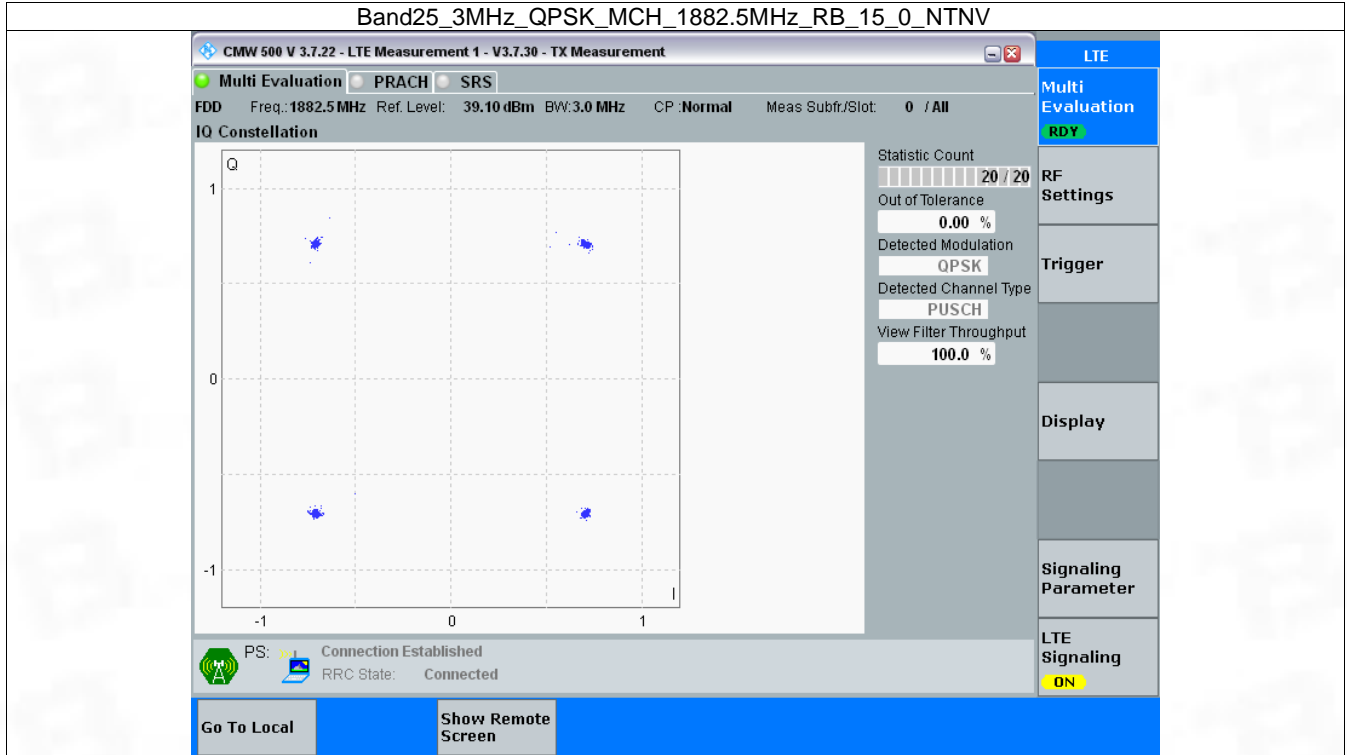 Band25_3MHz_QPSK_MCH_1882.5MHz_RB_15_0_NTNV
CMW 500 V 3.7.22 - LTE Measurement 1 - V3.7.30 - TX Measurement
LTE
Multi Evaluation PRACH SRS
Multi
Evaluation
RDY
FDD Freq.: 1882.5 MHz Ref. Level: 39.10 dBm BW: 3.0 MHz CP :Normal Meas Subfr./Slot: 0 / All
IQ Constellation
Q
1
0
-1
I
-1 0 1
Statistic Count
20 / 20
Out of Tolerance
0.00 %
Detected Modulation
QPSK
Detected Channel Type
PUSCH
View Filter Throughput
100.0 %
RF
Settings
Trigger
Display
Signaling
Parameter
LTE
Signaling
ON
PS: Connection Established
RRC State: Connected
Go To Local
Show Remote
Screen